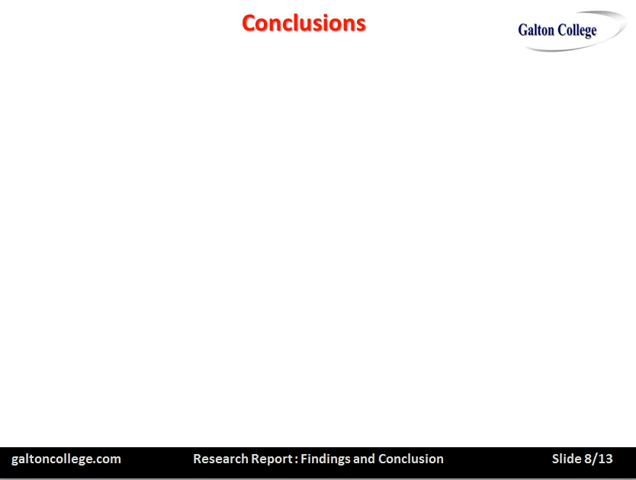 Conclusions
Galton College
galtoncollege.com
Research Report : Findings and Conclusion
Slide 8/13